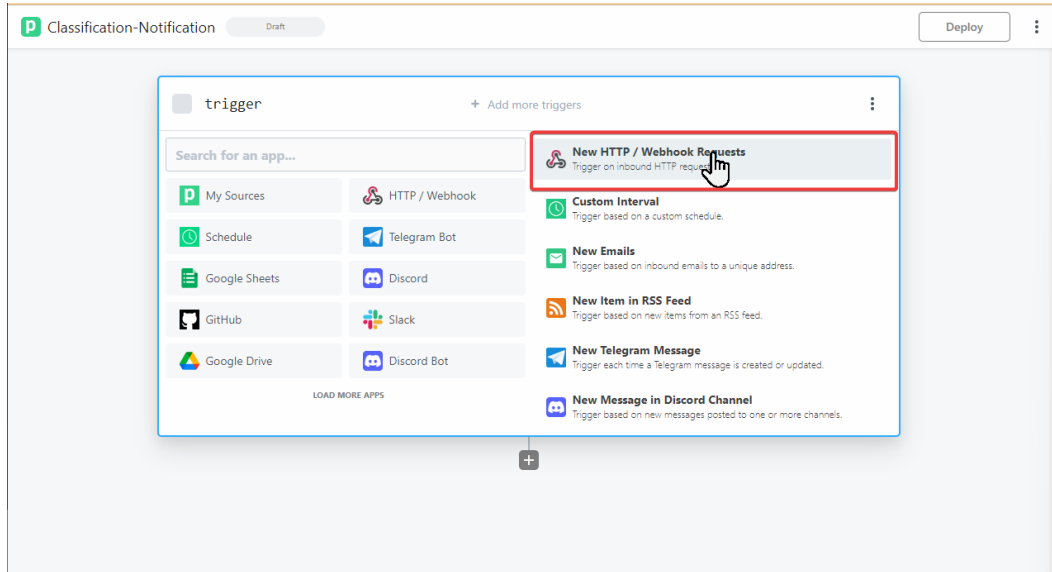 Classification-Notification
Draft
Deploy
trigger
+ Add more triggers
Search for an app...
My Sources
HTTP / Webhook
Schedule
Telegram Bot
Google Sheets
Discord
GitHub
Slack
Google Drive
Discord Bot
LOAD MORE APPS
New HTTP / Webhook Requests
Trigger on inbound HTTP
Custom Interval
Trigger based on a custom schedule.
New Emails
Trigger based on inbound emails to a unique address.
New Item in RSS Feed
Trigger based on new items from an RSS feed.
New Telegram Message
Trigger each time a Telegram message is created or updated.
New Message in Discord Channel
Trigger based on new messages posted to one or more channels.